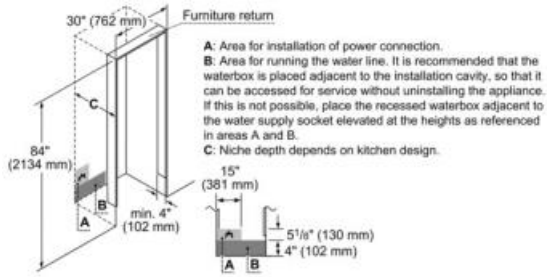 30" (762 mm)
Furniture return
A: Area for installation of power connection.
B: Area for running the water line. It is recommended that the
waterbox is placed adjacent to the installation cavity, so that it
can be accessed for service without uninstalling the appliance.
If this is not possible, place the recessed waterbox adjacent to
the water supply socket elevated at the heights as referenced
in areas A and B.
C: Niche depth depends on kitchen design.
C
84"
(2134 mm)
15"
(381 mm)
B
A
min. 4"
(102 mm)
5 1/8" (130 mm)
4" (102 mm)
A B